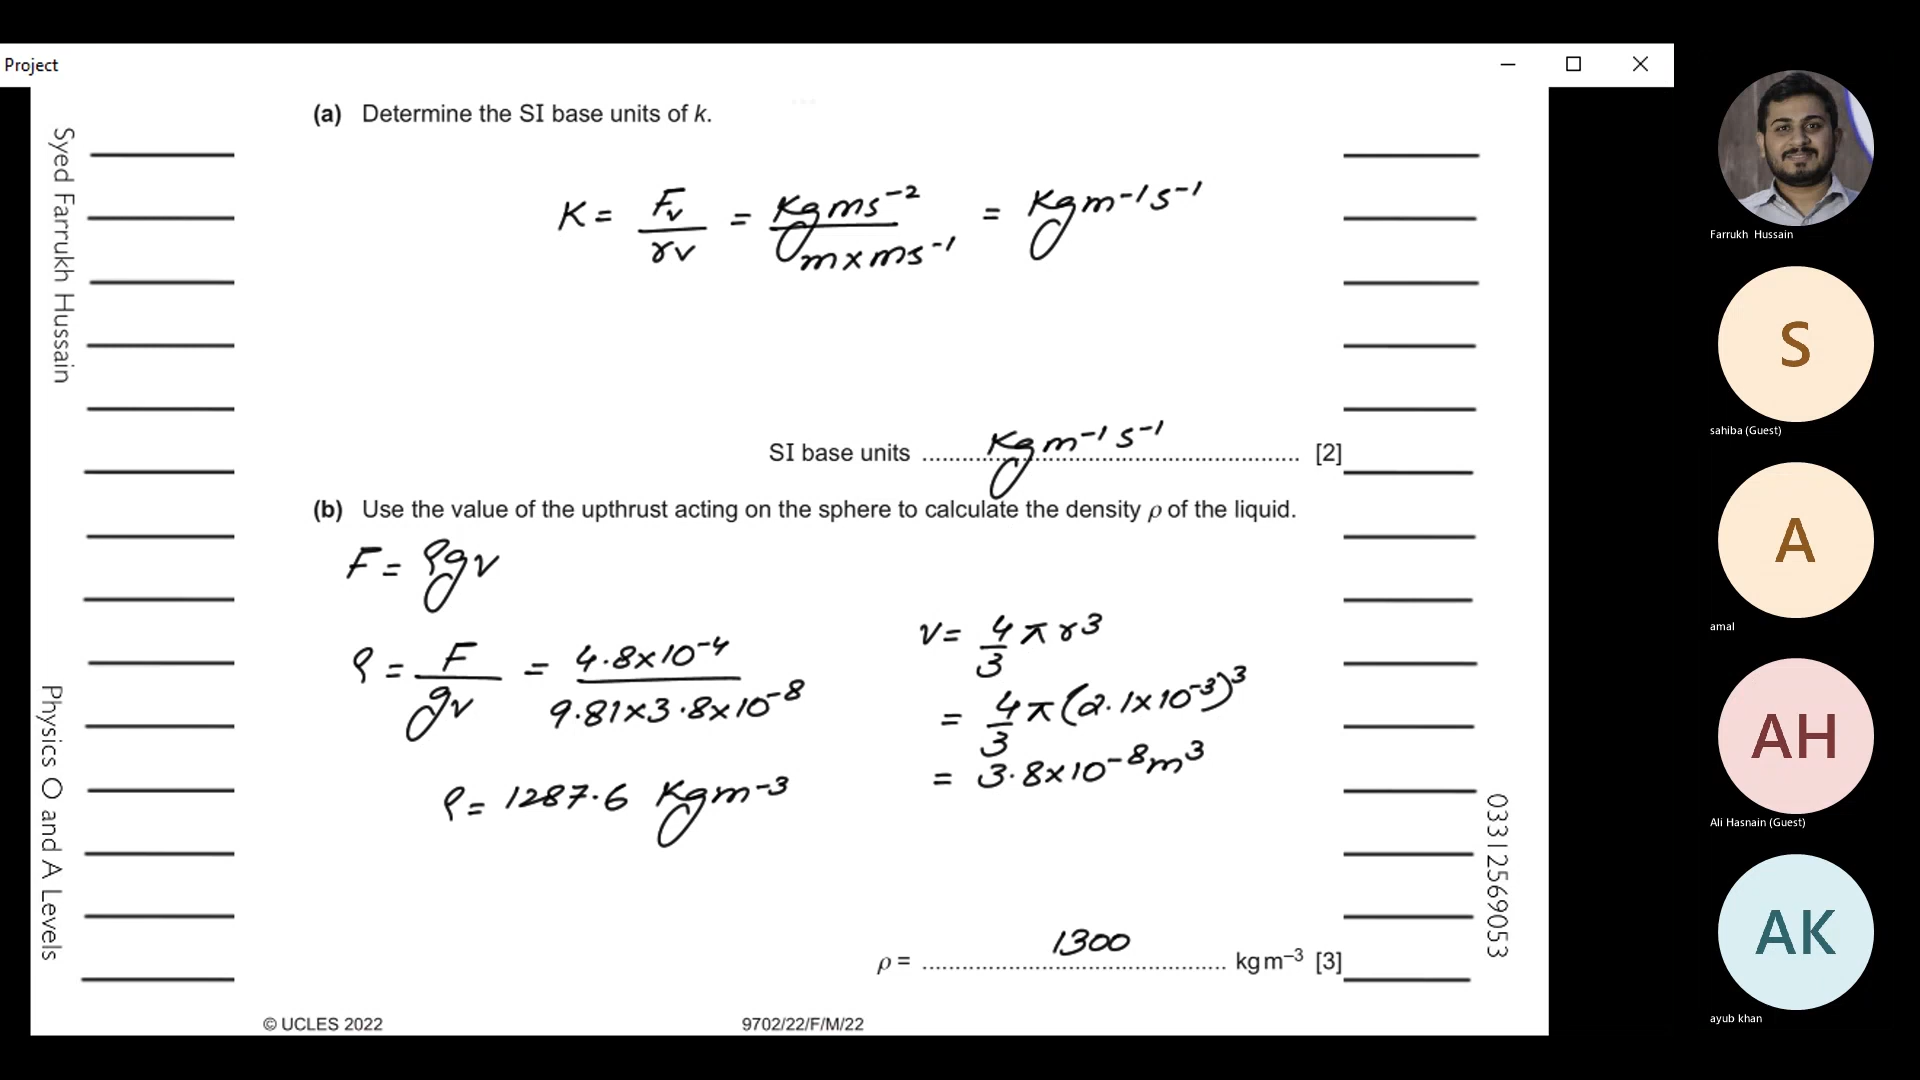 Project
(a) Determine the SI base units of k.
K = Fv / rv = Kgms⁻² / m×ms⁻¹ = Kgm⁻¹s⁻¹
SI base units ........ Kgm⁻¹s⁻¹ ........ [2]
(b) Use the value of the upthrust acting on the sphere to calculate the density ρ of the liquid.
F = ρgv
ρ = F / gv = 4.8×10⁻⁴ / 9.81×3.8×10⁻⁸
ρ = 1287.6 Kgm⁻³
V = 4/3 π r³
= 4/3 π (2.1×10⁻³)³
= 3.8×10⁻⁸m³
ρ = ........ 1300 ........ kg m⁻³ [3]
© UCLES 2022
9702/22/F/M/22
Syed Farrukh Hussain
Physics O and A Levels
03312569053
Farrukh Hussain
S
sahiba (Guest)
A
amal
AH
Ali Hasnain (Guest)
AK
ayub khan